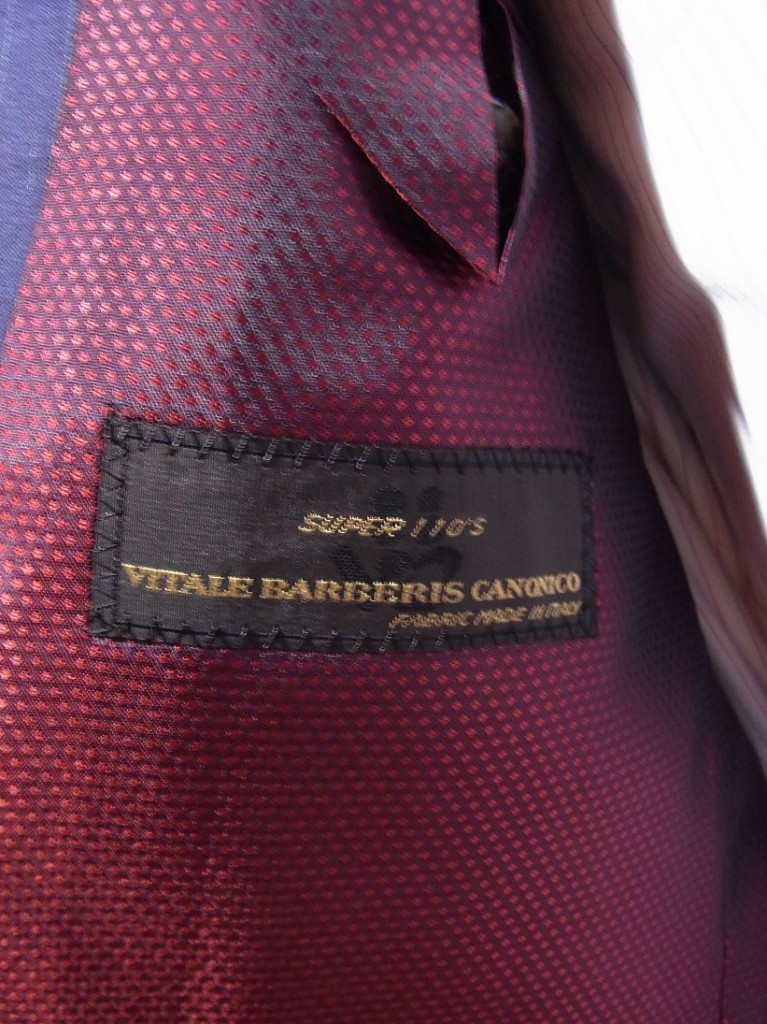 SUPER 110'S
VITALE BARBERIS CANONICO
FABRIC MADE IN ITALY